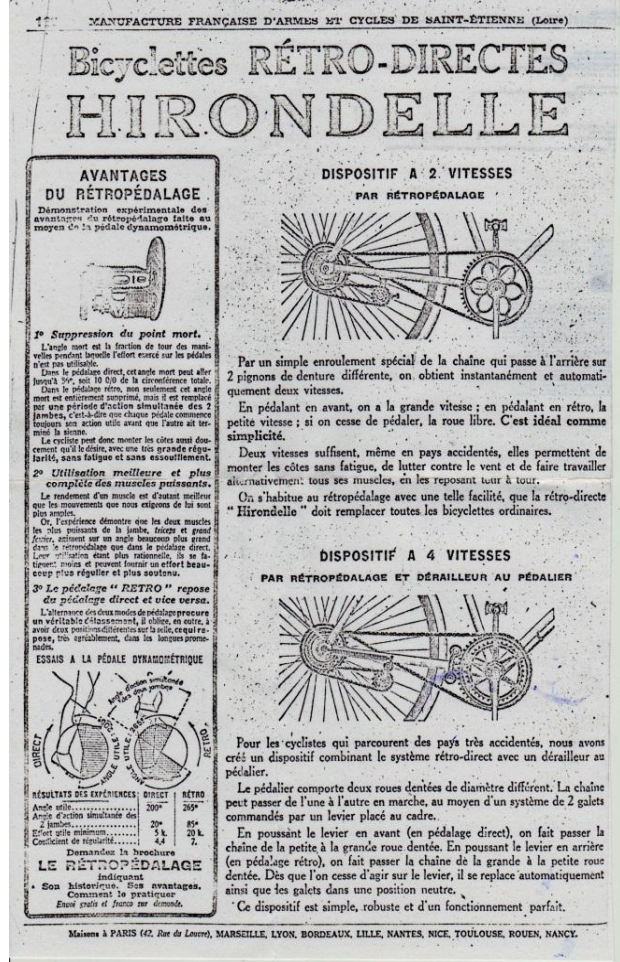 MANUFACTURE FRANÇAISE D'ARMES ET CYCLES DE SAINT-ÉTIENNE (Loire)
Bicyclettes RÉTRO-DIRECTES
HIRONDELLE
AVANTAGES
DU RÉTROPÉDALAGE
Démonstration expérimentale des
avantages du rétropédalage faite au
moyen de la pédale dynamométrique.
1º Suppression du point mort.
L'angle mort est la fraction de tour des mani-
velles pendant laquelle l'effort exercé sur les pédales
n'est pas utilisable.
Dans le pédalage direct, cet angle mort peut aller
jusqu'à soit 10 0/0 de la circonférence totale.
Dans le pédalage rétro, non seulement cet angle
mort est entièrement supprimé, mais il est remplacé
par une période d'action simultanée des 2
jambes, c'est-à-dire que chaque pédale commence
toujours son action utile avant que l'autre ait ter-
miné la sienne.
Le cycliste peut donc monter les côtes aussi dou-
cement qu'il le désire, avec une très grande régu-
larité, sans fatigue et sans essoufflement.
2º Utilisation meilleure et plus
complète des muscles puissants.
Le rendement d'un muscle est d'autant meilleur
que les mouvements que nous exigeons de lui sont
plus amples.
Or, l'expérience démontre que les deux muscles
les plus puissants de la jambe, triceps et grand
fessier, agissent sur un angle beaucoup plus grand
dans le rétropédalage que dans le pédalage direct.
Leur utilisation étant plus rationnelle, ils se fa-
tiguent moins et peuvent fournir un effort beau-
coup plus régulier et plus soutenu.
3º Le pédalage " RETRO " repose
du pédalage direct et vice versa.
L'alternance des deux modes de pédalage procure
un véritable délassement, il oblige, en outre, à
avoir deux positions différentes sur la selle, ce qui re-
pose, très agréablement, dans les longues prome-
nades.
ESSAIS A LA PÉDALE DYNAMOMÉTRIQUE
Angle d'action simultanée
des deux jambes
DIRECT
ANGLE UTILE 200°
ANGLE UTILE 265°
RETRO
RÉSULTATS DES EXPÉRIENCES DIRECT RÉTRO
Angle utile 200° 265°
Angle d'action simultanée des
2 jambes 20° 85°
Effort utile minimum 5 k. 20 k.
Coefficient de régularité 4,4 2.
Demandez la brochure
LE RÉTROPÉDALAGE
indiquant
Son historique. Ses avantages.
Comment le pratiquer
Envoi gratis et franco sur demande.
DISPOSITIF A 2 VITESSES
PAR RÉTROPÉDALAGE
Par un simple enroulement spécial de la chaîne qui passe à l'arrière sur
2 pignons de denture différente, on obtient instantanément et automati-
quement deux vitesses.
En pédalant en avant, on a la grande vitesse ; en pédalant en rétro, la
petite vitesse ; si on cesse de pédaler, la roue libre. C'est idéal comme
simplicité.
Deux vitesses suffisent, même en pays accidentés, elles permettent de
monter les côtes sans fatigue, de lutter contre le vent et de faire travailler
alternativement tous ses muscles, en les reposant tour à tour.
On s'habitue au rétropédalage avec une telle facilité, que la rétro-directe
" Hirondelle " doit remplacer toutes les bicyclettes ordinaires.
DISPOSITIF A 4 VITESSES
PAR RÉTROPÉDALAGE ET DÉRAILLEUR AU PÉDALIER
Pour les cyclistes qui parcourent des pays très accidentés, nous avons
créé un dispositif combinant le système rétro-direct avec un dérailleur au
pédalier.
Le pédalier comporte deux roues dentées de diamètre différent. La chaîne
peut passer de l'une à l'autre en marche, au moyen d'un système de 2 galets
commandés par un levier placé au cadre.
En poussant le levier en avant (en pédalage direct), on fait passer la
chaîne de la petite à la grande roue dentée. En poussant le levier en arrière
(en pédalage rétro), on fait passer la chaîne de la grande à la petite roue
dentée. Dès que l'on cesse d'agir sur le levier, il se replace automatiquement
ainsi que les galets dans une position neutre.
Ce dispositif est simple, robuste et d'un fonctionnement parfait.
Maisons à PARIS (42, Rue du Louvre), MARSEILLE, LYON, BORDEAUX, LILLE, NANTES, NICE, TOULOUSE, ROUEN, NANCY.